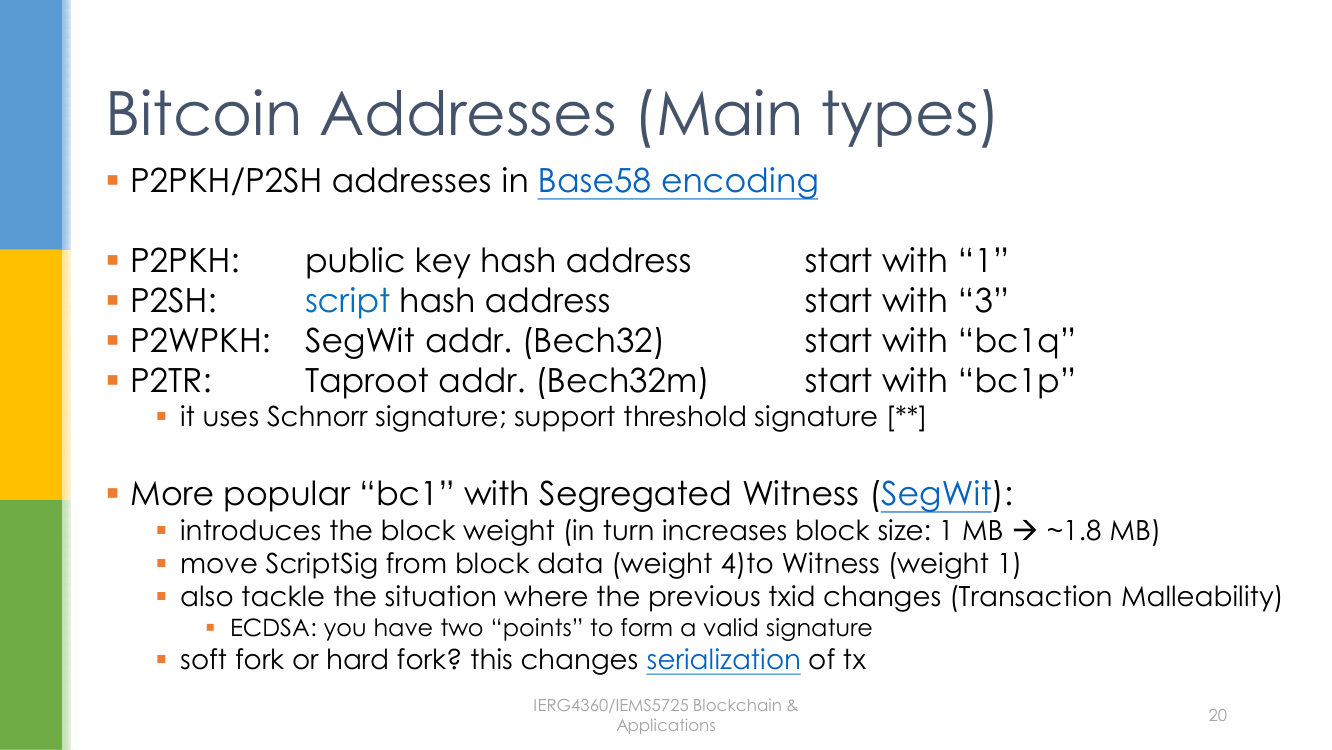 Bitcoin Addresses (Main types)
▪ P2PKH/P2SH addresses in Base58 encoding
▪ P2PKH: public key hash address start with “1”
▪ P2SH: script hash address start with “3”
▪ P2WPKH: SegWit addr. (Bech32) start with “bc1q”
▪ P2TR: Taproot addr. (Bech32m) start with “bc1p”
▪ it uses Schnorr signature; support threshold signature [**]
▪ More popular “bc1” with Segregated Witness (SegWit):
▪ introduces the block weight (in turn increases block size: 1 MB → ~1.8 MB)
▪ move ScriptSig from block data (weight 4)to Witness (weight 1)
▪ also tackle the situation where the previous txid changes (Transaction Malleability)
▪ ECDSA: you have two “points” to form a valid signature
▪ soft fork or hard fork? this changes serialization of tx
IERG4360/IEMS5725 Blockchain &
Applications
20